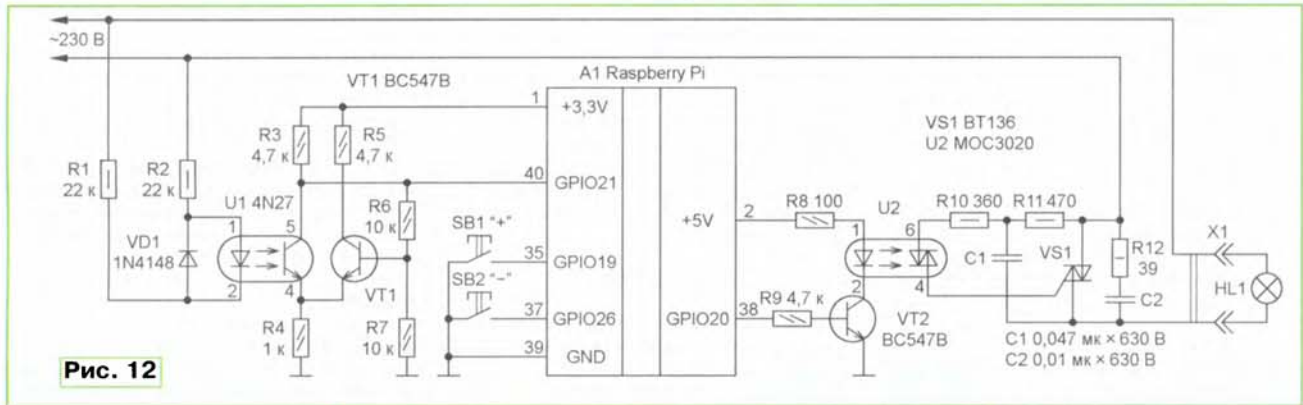 ~230 В
A1 Raspberry Pi
VT1 BC547B
1
+3,3V
R3
4,7 к
R5
4,7 к
VS1 BT136
U2 MOC3020
R1
22 к
R2
22 к
40
GPIO21
U1 4N27
R6
10 к
+5V
2
R8 100
U2
R10 360
R11 470
1
5
SB1 "+"
1
6
X1
VD1
1N4148
35
GPIO19
C1
VS1
R12
39
SB2 "–"
2
4
VT1
2
4
HL1
37
GPIO26
GPIO20
38
R9 4,7 к
C2
R4
1 к
R7
10 к
39
GND
VT2
BC547B
C1 0,047 мк × 630 В
C2 0,01 мк × 630 В
Рис. 12